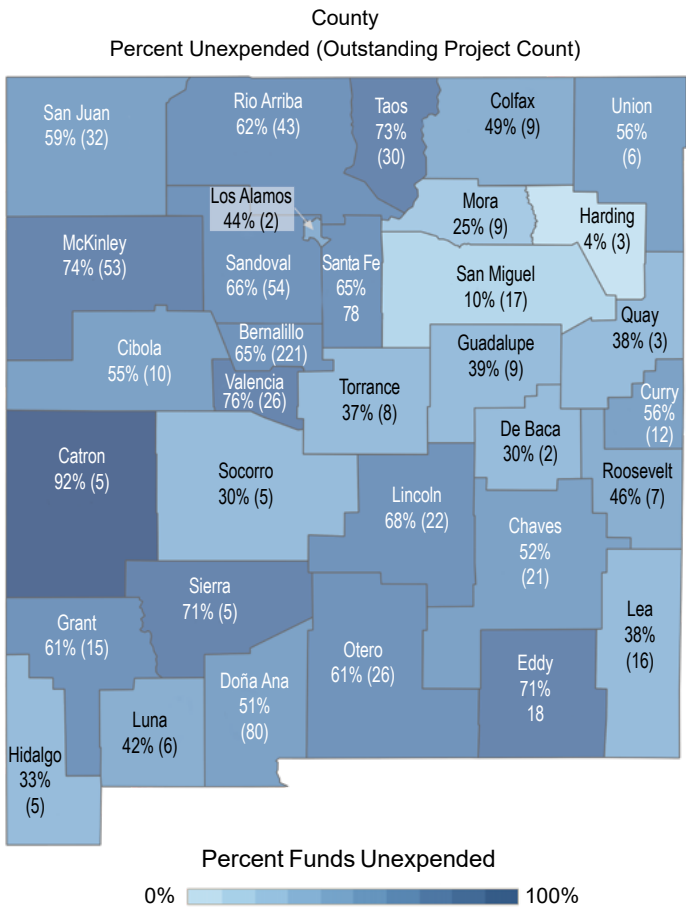 County
Percent Unexpended (Outstanding Project Count)
San Juan
59% (32)
Rio Arriba
62% (43)
Taos
73%
(30)
Colfax
49% (9)
Union
56%
(6)
Los Alamos
44% (2)
Mora
25% (9)
Harding
4% (3)
McKinley
74% (53)
Sandoval
66% (54)
Santa Fe
65%
78
San Miguel
10% (17)
Quay
38% (3)
Cibola
55% (10)
Bernalillo
65% (221)
Guadalupe
39% (9)
Valencia
76% (26)
Torrance
37% (8)
Curry
56%
(12)
De Baca
30% (2)
Catron
92% (5)
Socorro
30% (5)
Roosevelt
46% (7)
Lincoln
68% (22)
Chaves
52%
(21)
Sierra
71% (5)
Grant
61% (15)
Lea
38%
(16)
Otero
61% (26)
Eddy
71%
18
Doña Ana
51%
(80)
Luna
42% (6)
Hidalgo
33%
(5)
Percent Funds Unexpended
0%
100%